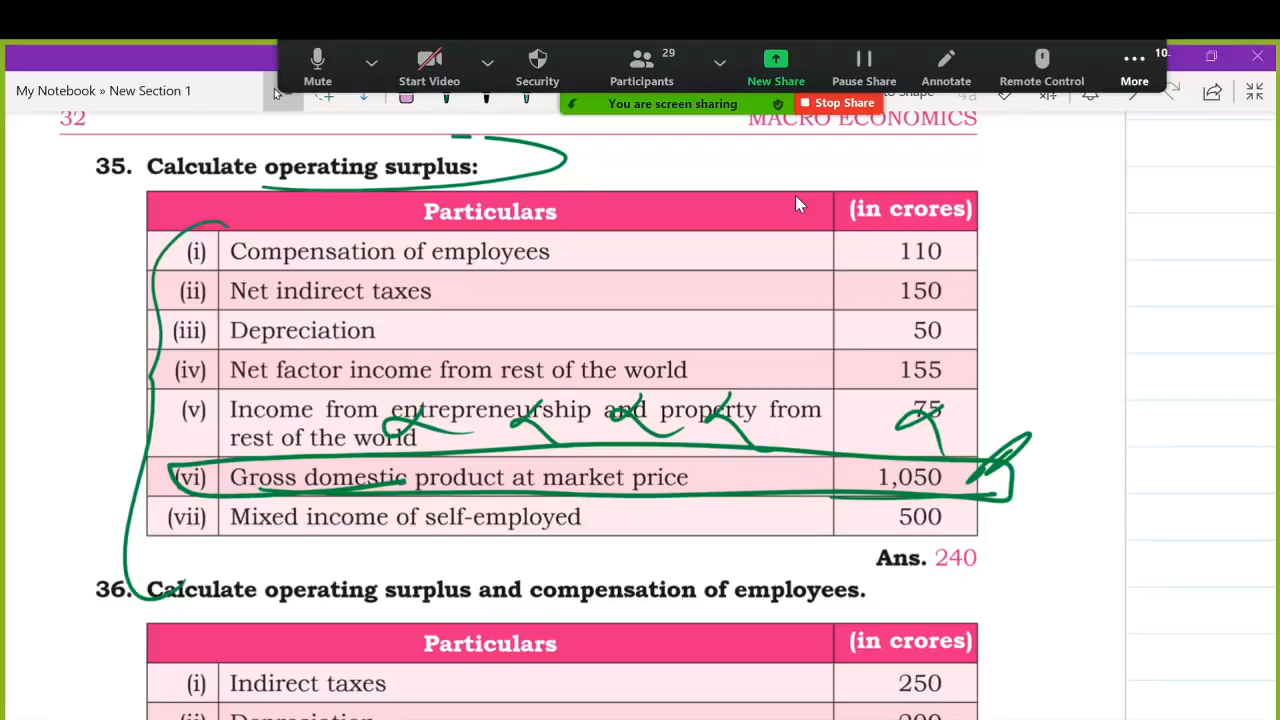 29
10
Mute
Start Video
Security
Participants
New Share
Pause Share
Annotate
Remote Control
More
My Notebook » New Section 1
You are screen sharing
Stop Share
32 MACRO ECONOMICS
35. Calculate operating surplus:
Particulars (in crores)
(i) Compensation of employees 110
(ii) Net indirect taxes 150
(iii) Depreciation 50
(iv) Net factor income from rest of the world 155
(v) Income from entrepreneurship and property from 75
rest of the world
(vi) Gross domestic product at market price 1,050
(vii) Mixed income of self-employed 500
Ans. 240
36. Calculate operating surplus and compensation of employees.
Particulars (in crores)
(i) Indirect taxes 250
Depreciation 200